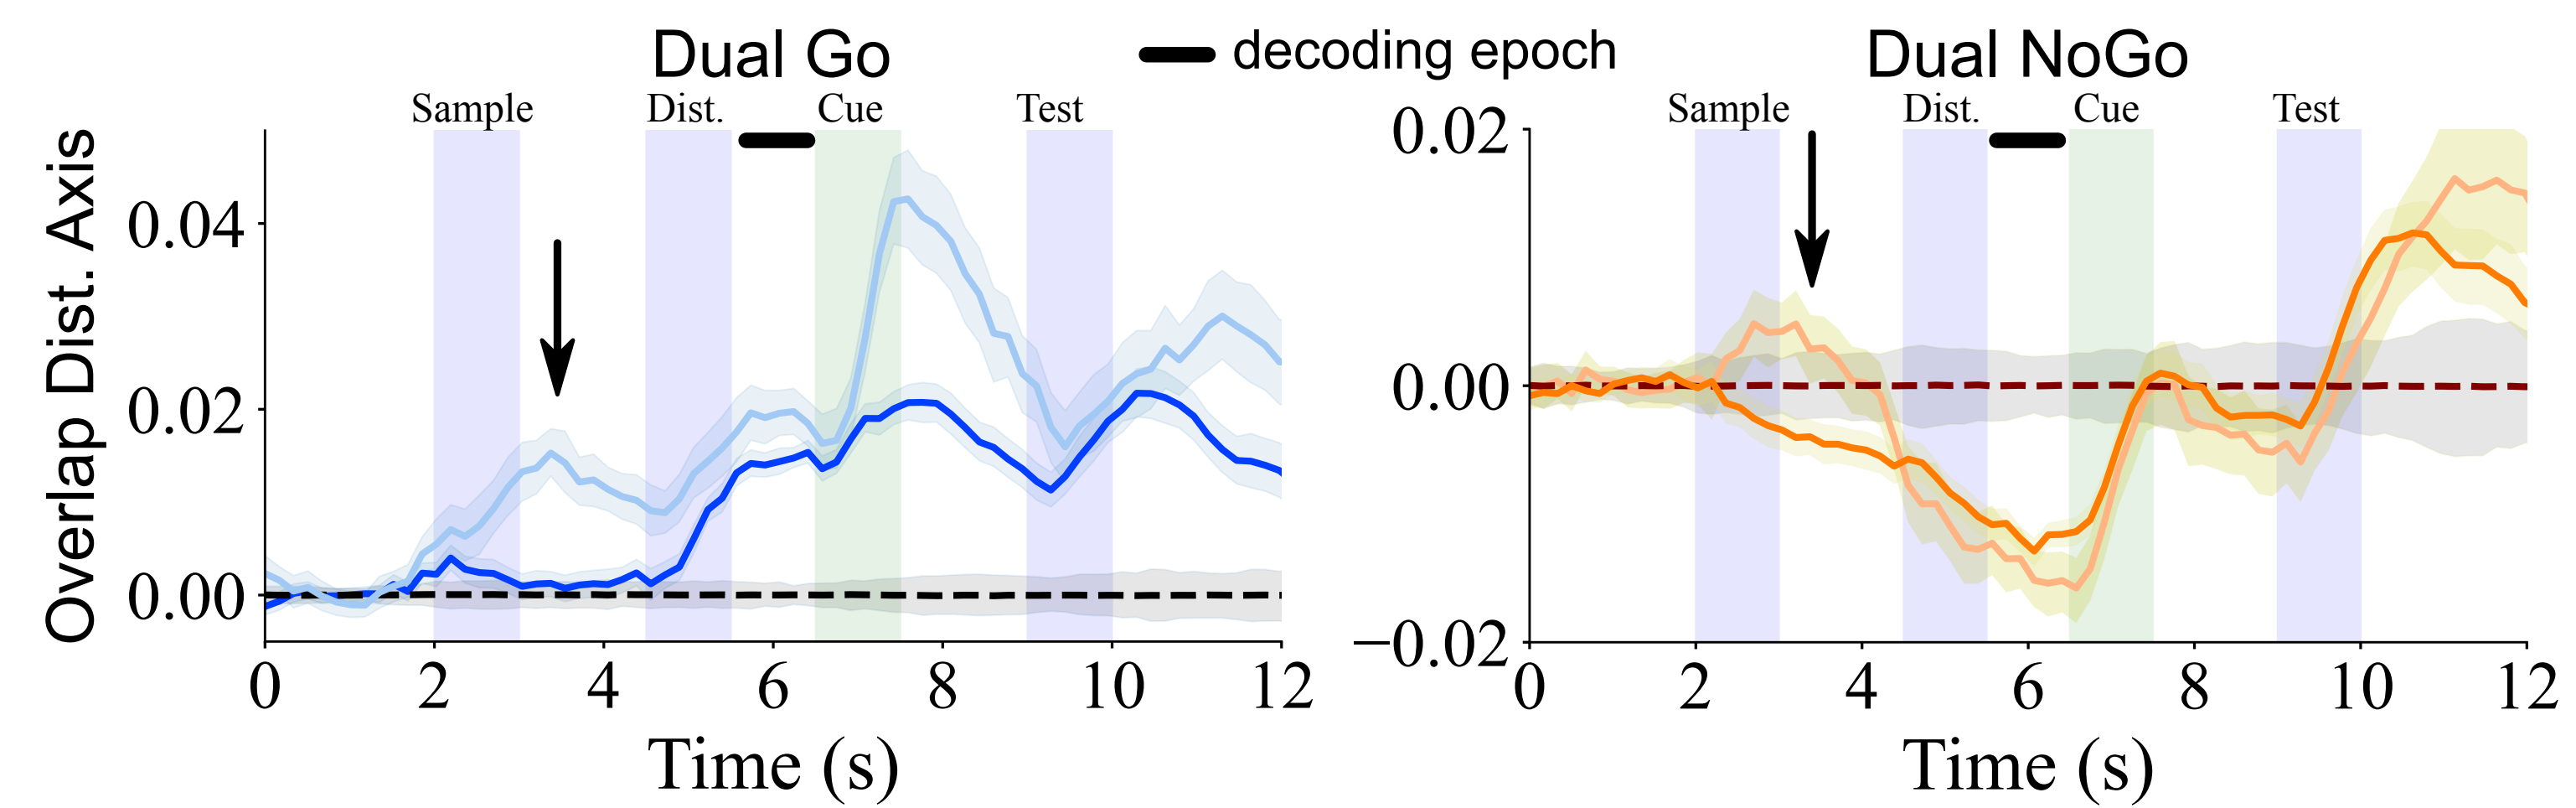 Dual Go
decoding epoch
Dual NoGo
Sample Dist. Cue Test
Sample Dist. Cue Test
Overlap Dist. Axis
0.04
0.02
0.00
0 2 4 6 8 10 12
Time (s)
0.02
0.00
−0.02
0 2 4 6 8 10 12
Time (s)